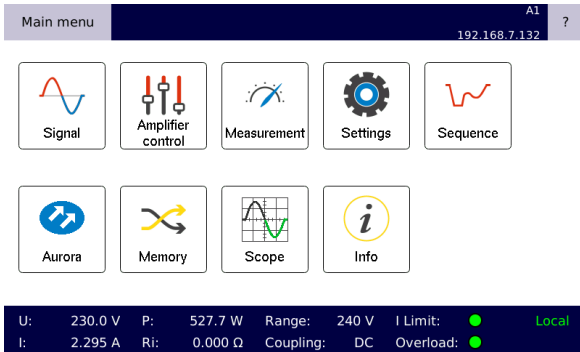 Main menu
A1
192.168.7.132
?
Signal
Amplifier
control
Measurement
Settings
Sequence
Aurora
Memory
Scope
i
Info
U: 230.0 V P: 527.7 W Range: 240 V I Limit: Local
I: 2.295 A Ri: 0.000 Ω Coupling: DC Overload: